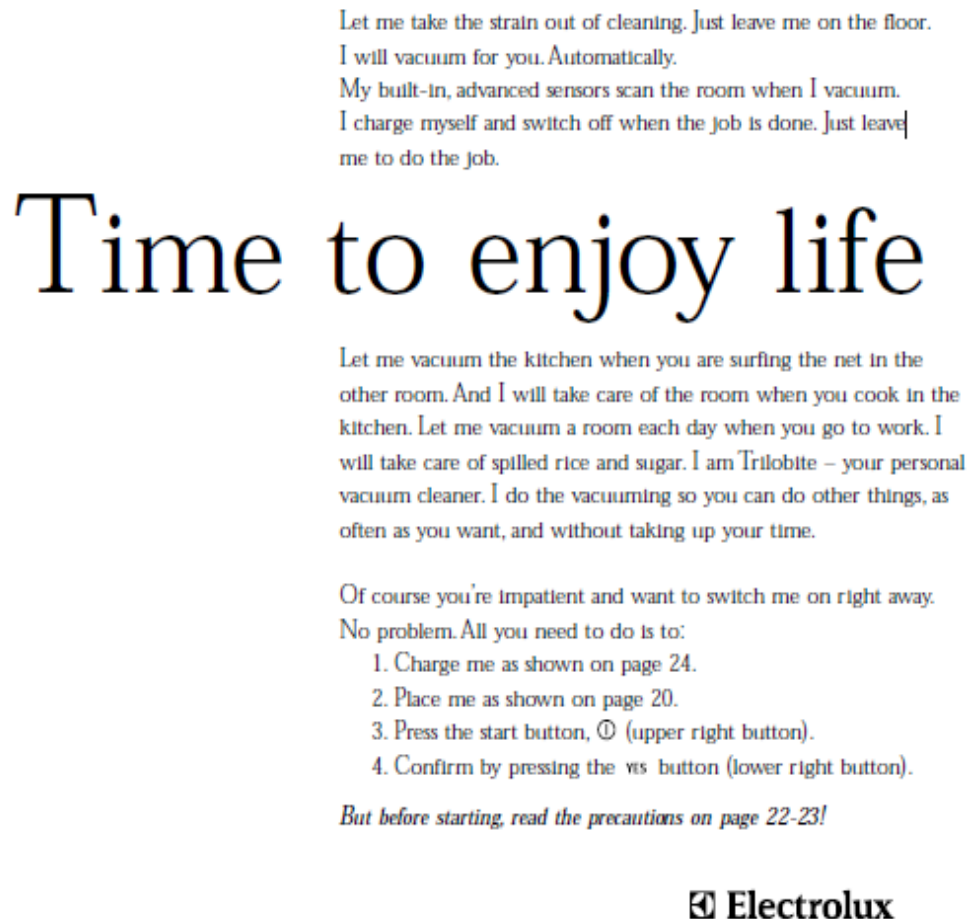 Let me take the strain out of cleaning. Just leave me on the floor.
I will vacuum for you. Automatically.
My built-in, advanced sensors scan the room when I vacuum.
I charge myself and switch off when the job is done. Just leave
me to do the job.
Time to enjoy life
Let me vacuum the kitchen when you are surfing the net in the
other room. And I will take care of the room when you cook in the
kitchen. Let me vacuum a room each day when you go to work. I
will take care of spilled rice and sugar. I am Trilobite – your personal
vacuum cleaner. I do the vacuuming so you can do other things, as
often as you want, and without taking up your time.
Of course you're impatient and want to switch me on right away.
No problem. All you need to do is to:
1. Charge me as shown on page 24.
2. Place me as shown on page 20.
3. Press the start button, ⏼ (upper right button).
4. Confirm by pressing the YES button (lower right button).
But before starting, read the precautions on page 22-23!
Electrolux